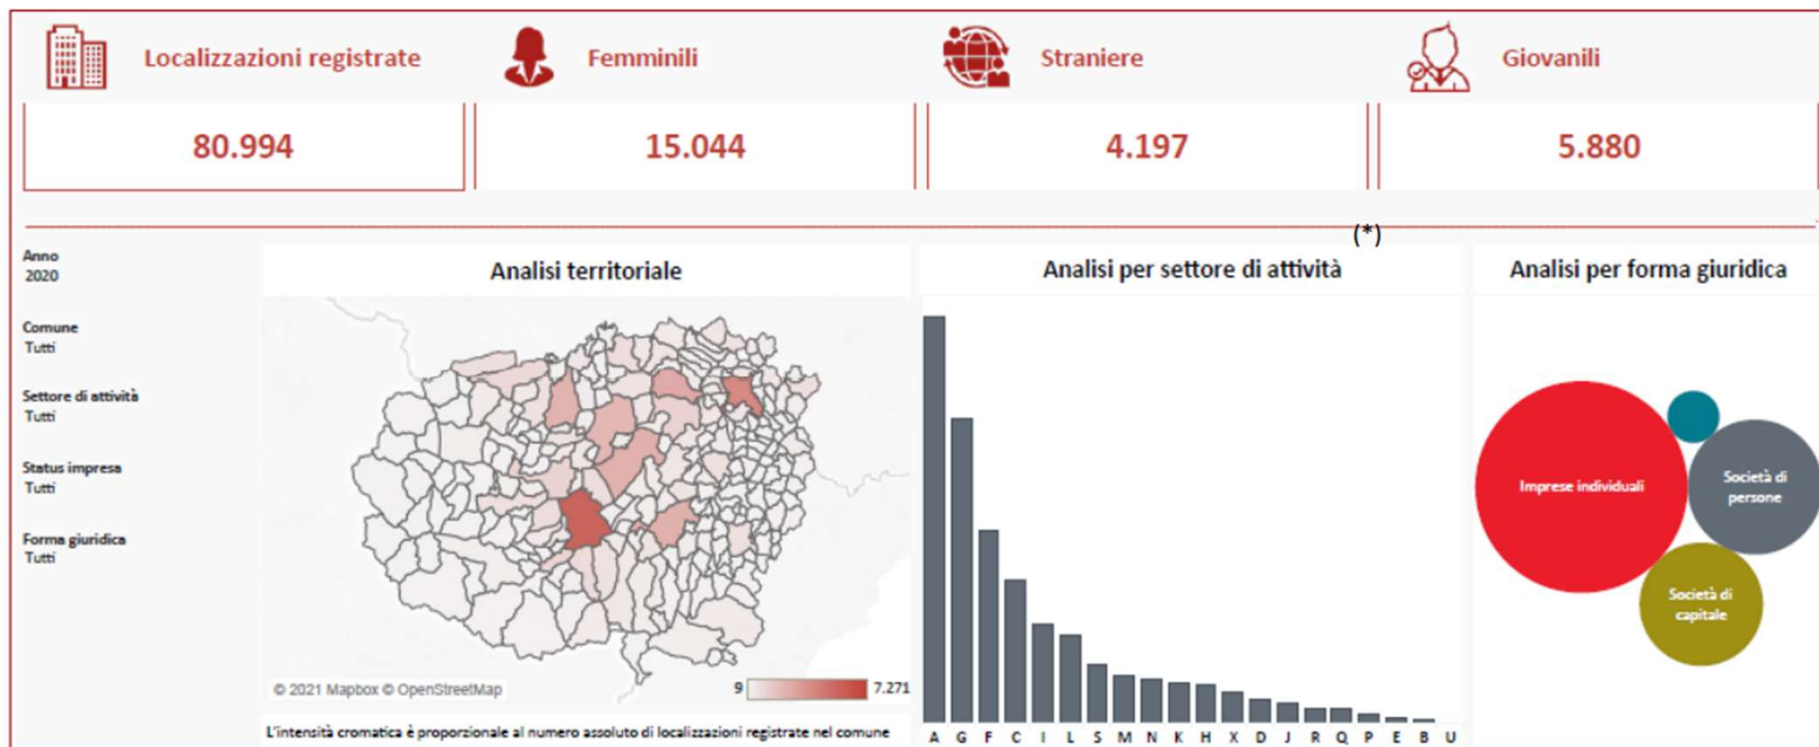 Localizzazioni registrate
Femminili
Straniere
Giovanili
80.994
15.044
4.197
5.880
(*)
Anno
2020
Comune
Tutti
Settore di attività
Tutti
Status impresa
Tutti
Forma giuridica
Tutti
Analisi territoriale
© 2021 Mapbox © OpenStreetMap
9
7.271
L'intensità cromatica è proporzionale al numero assoluto di localizzazioni registrate nel comune
Analisi per settore di attività
A G F C I L S M N K H X D J R Q P E B U
Analisi per forma giuridica
Imprese individuali
Società di
persone
Società di
capitale